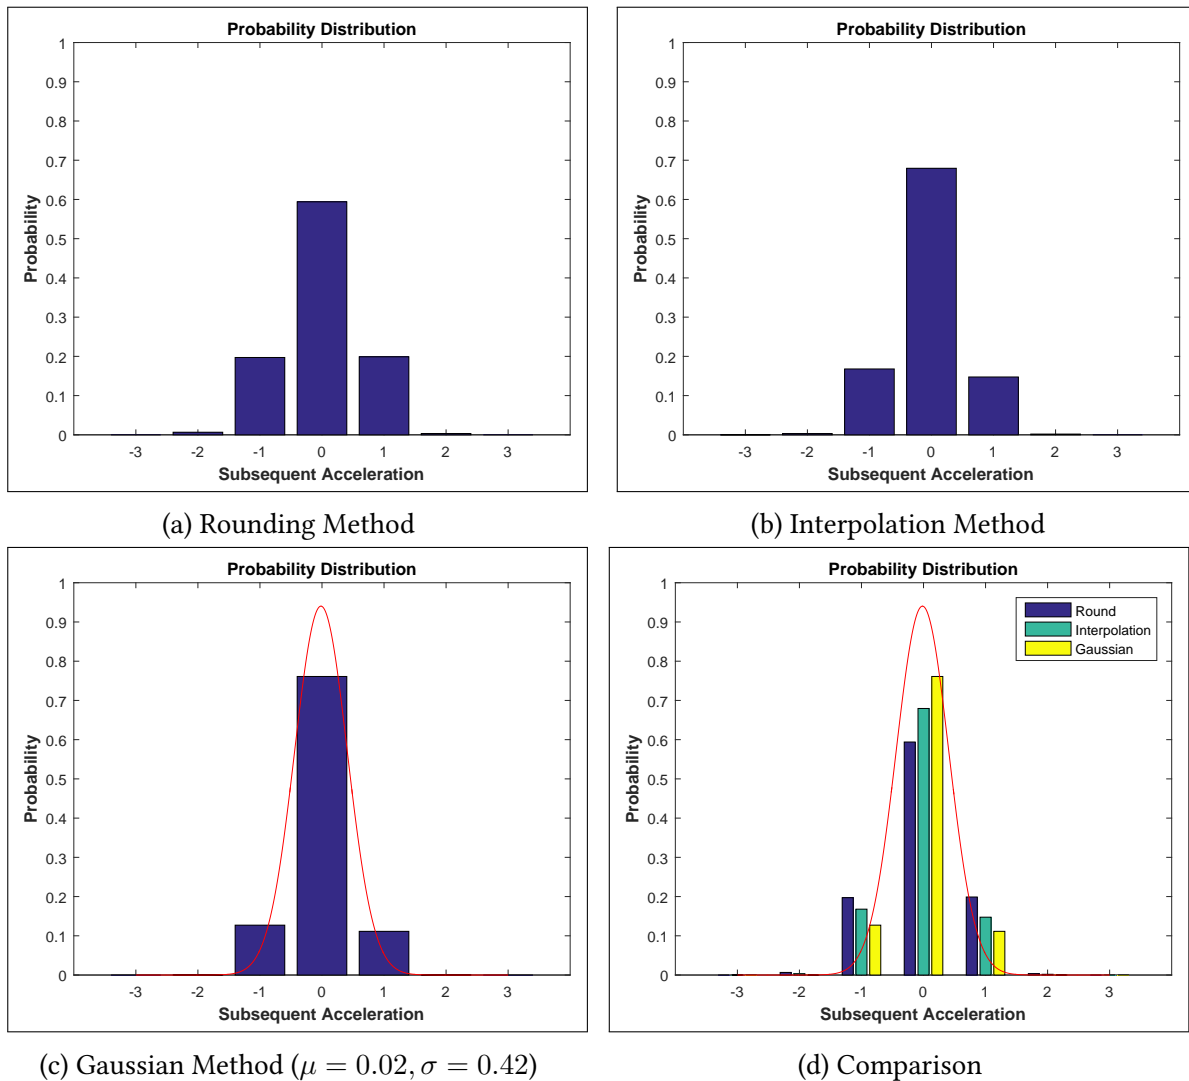 Probability Distribution
1
0.9
0.8
0.7
0.6
0.5
0.4
0.3
0.2
0.1
0
Probability
-3 -2 -1 0 1 2 3
Subsequent Acceleration
(a) Rounding Method
Probability Distribution
1
0.9
0.8
0.7
0.6
0.5
0.4
0.3
0.2
0.1
0
Probability
-3 -2 -1 0 1 2 3
Subsequent Acceleration
(b) Interpolation Method
Probability Distribution
1
0.9
0.8
0.7
0.6
0.5
0.4
0.3
0.2
0.1
0
Probability
-3 -2 -1 0 1 2 3
Subsequent Acceleration
(c) Gaussian Method (μ = 0.02, σ = 0.42)
Probability Distribution
1
0.9
0.8
0.7
0.6
0.5
0.4
0.3
0.2
0.1
0
Probability
Round
Interpolation
Gaussian
-3 -2 -1 0 1 2 3
Subsequent Acceleration
(d) Comparison